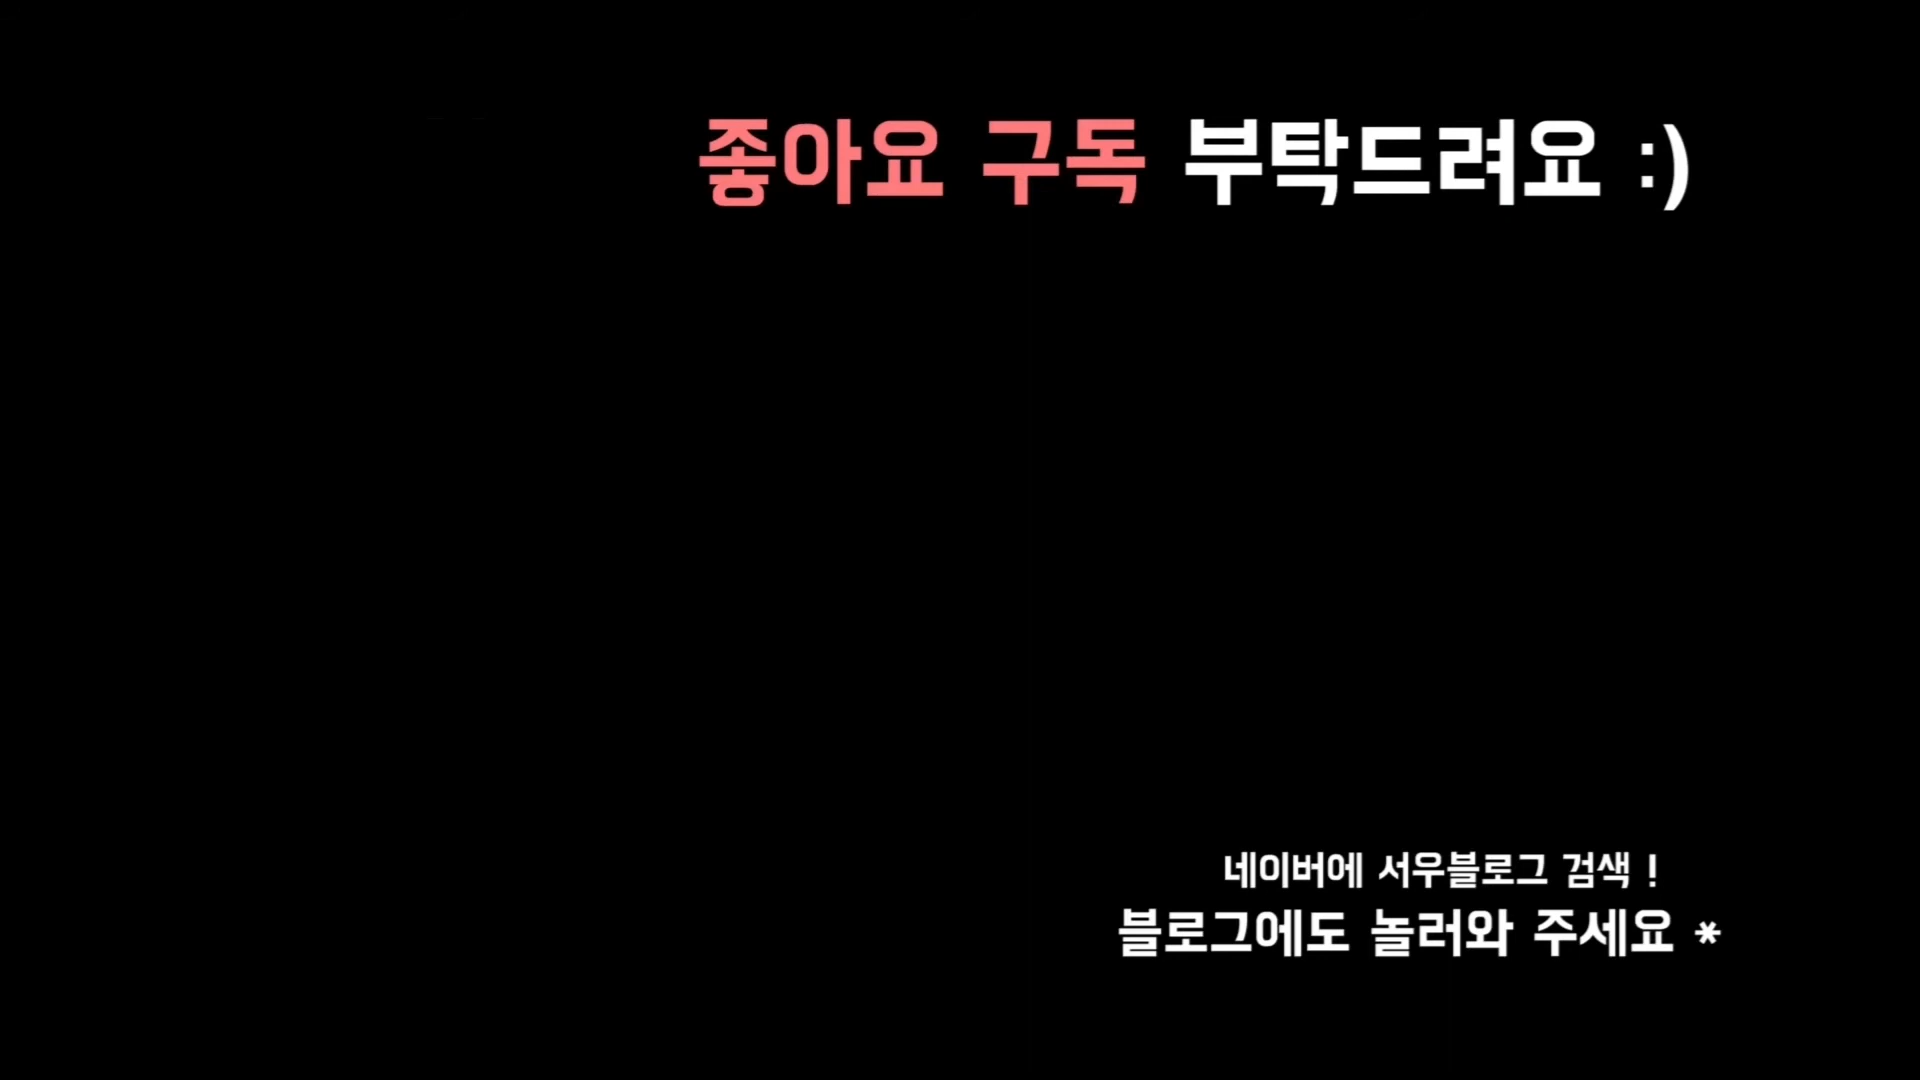 좋아요 구독 부탁드려요 :)
네이버에 서우블로그 검색 !
블로그에도 놀러와 주세요 *